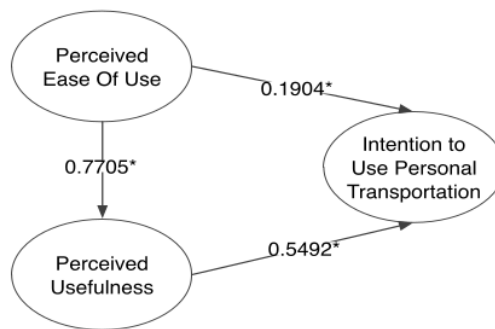 Perceived
Ease Of Use
0.1904*
Intention to
Use Personal
Transportation
0.7705*
0.5492*
Perceived
Usefulness